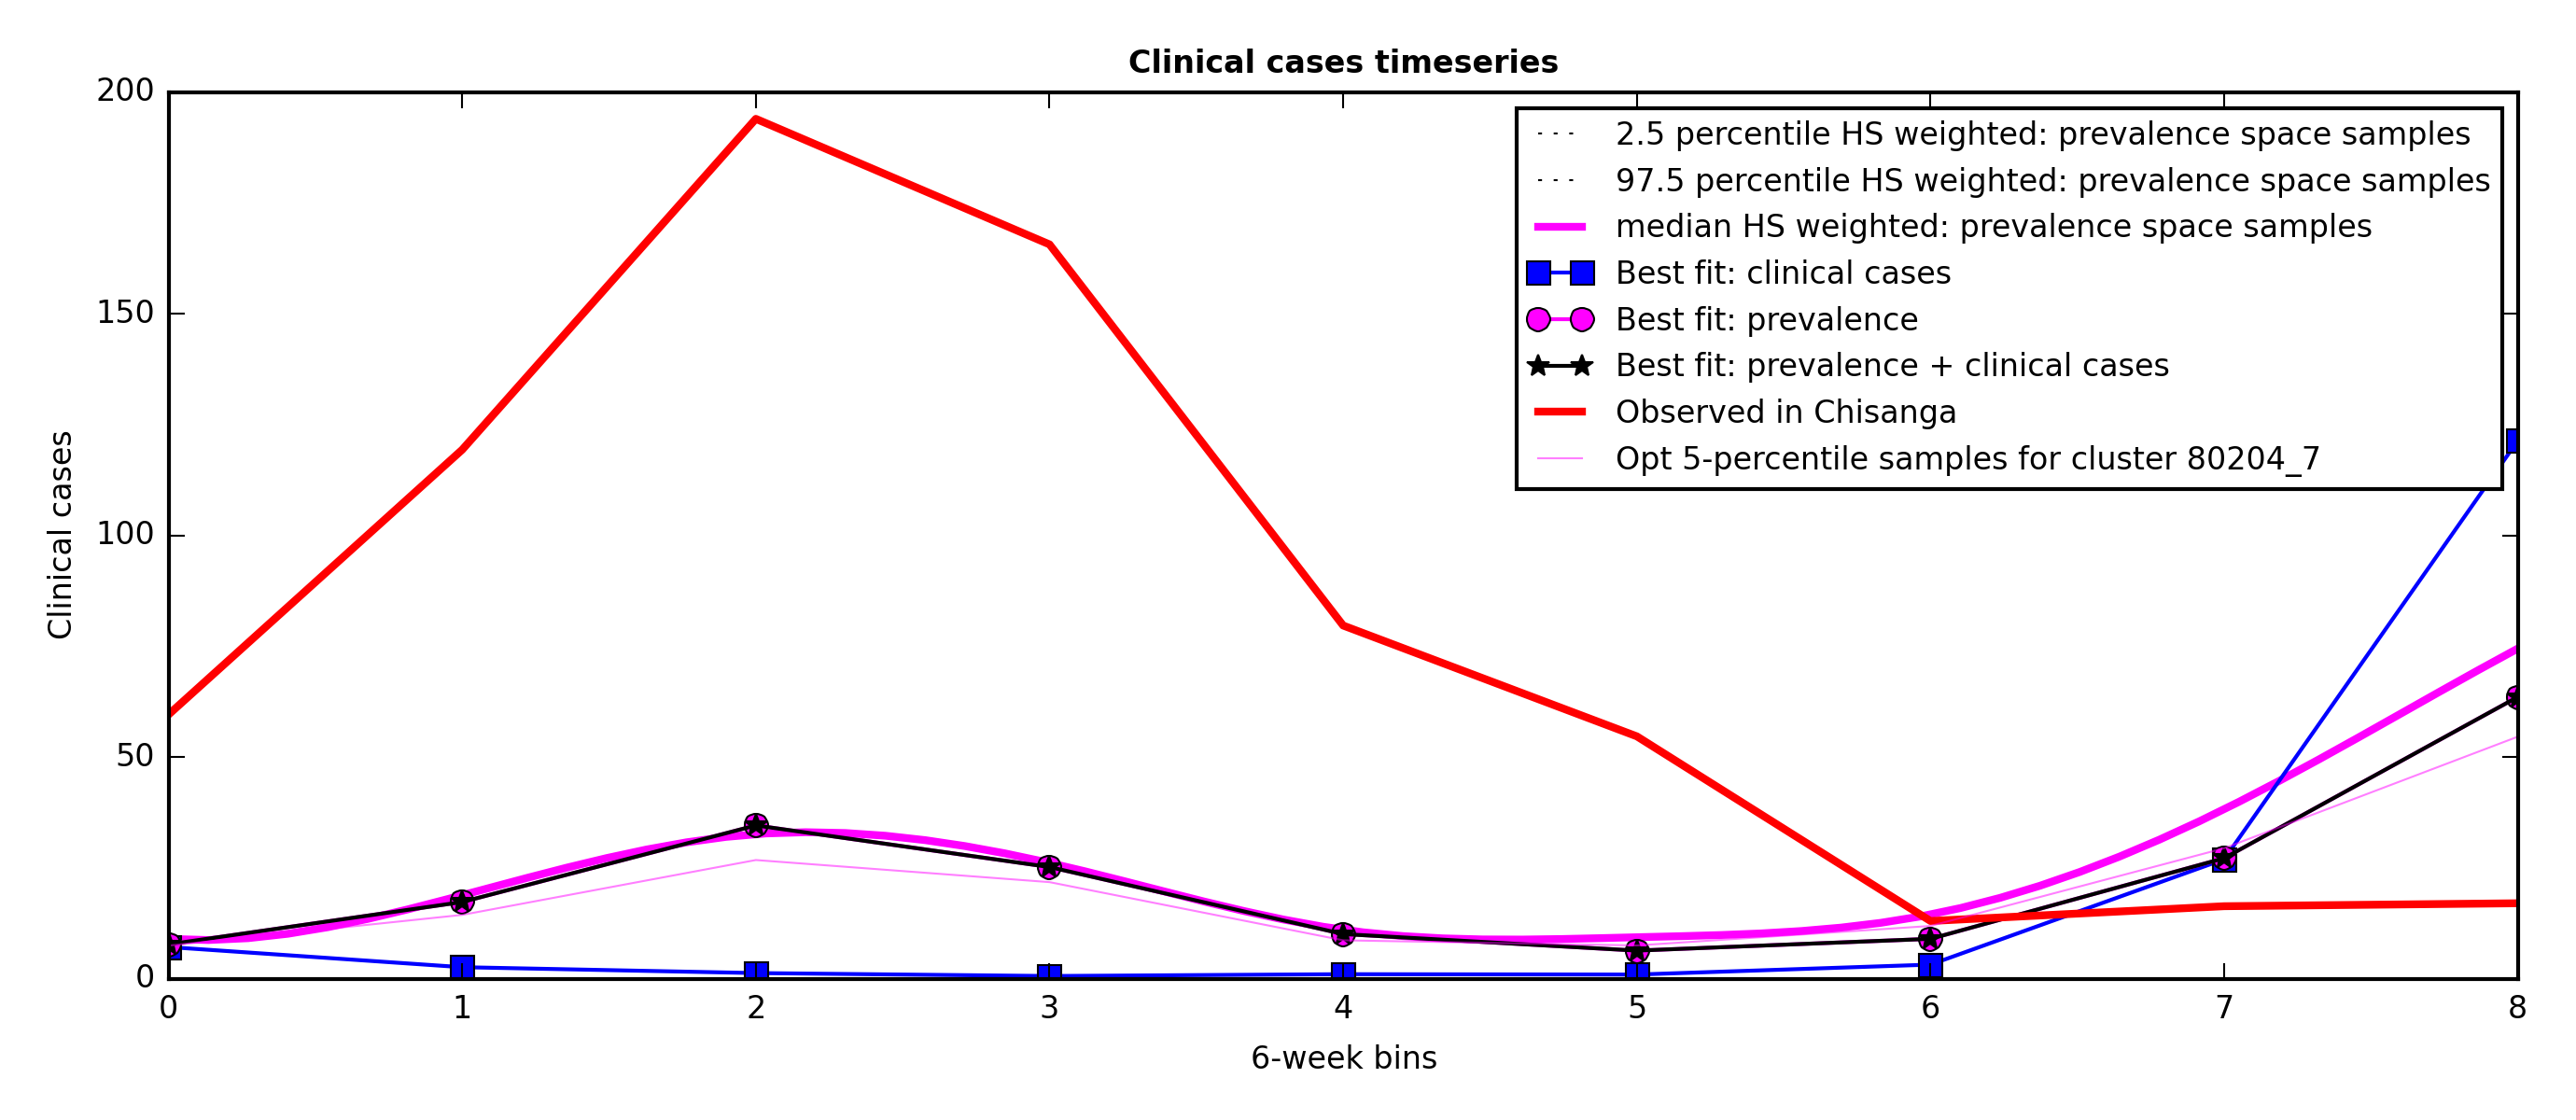 Clinical cases timeseries
200
150
100
50
0
Clinical cases
2.5 percentile HS weighted: prevalence space samples
97.5 percentile HS weighted: prevalence space samples
median HS weighted: prevalence space samples
Best fit: clinical cases
Best fit: prevalence
Best fit: prevalence + clinical cases
Observed in Chisanga
Opt 5-percentile samples for cluster 80204_7
0 1 2 3 4 5 6 7 8
6-week bins